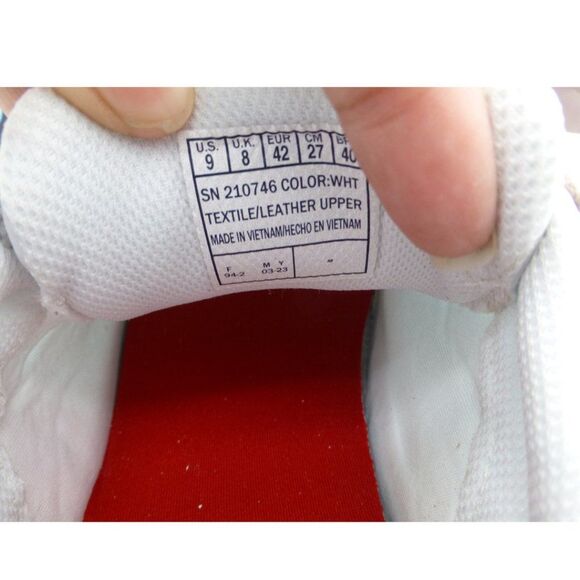 U.S. U.K. EUR CM
9 8 42 27 40
SN 210746 COLOR:WHT
TEXTILE/LEATHER UPPER
MADE IN VIETNAM/HECHO EN VIETNAM
F M Y
94-2 03-23